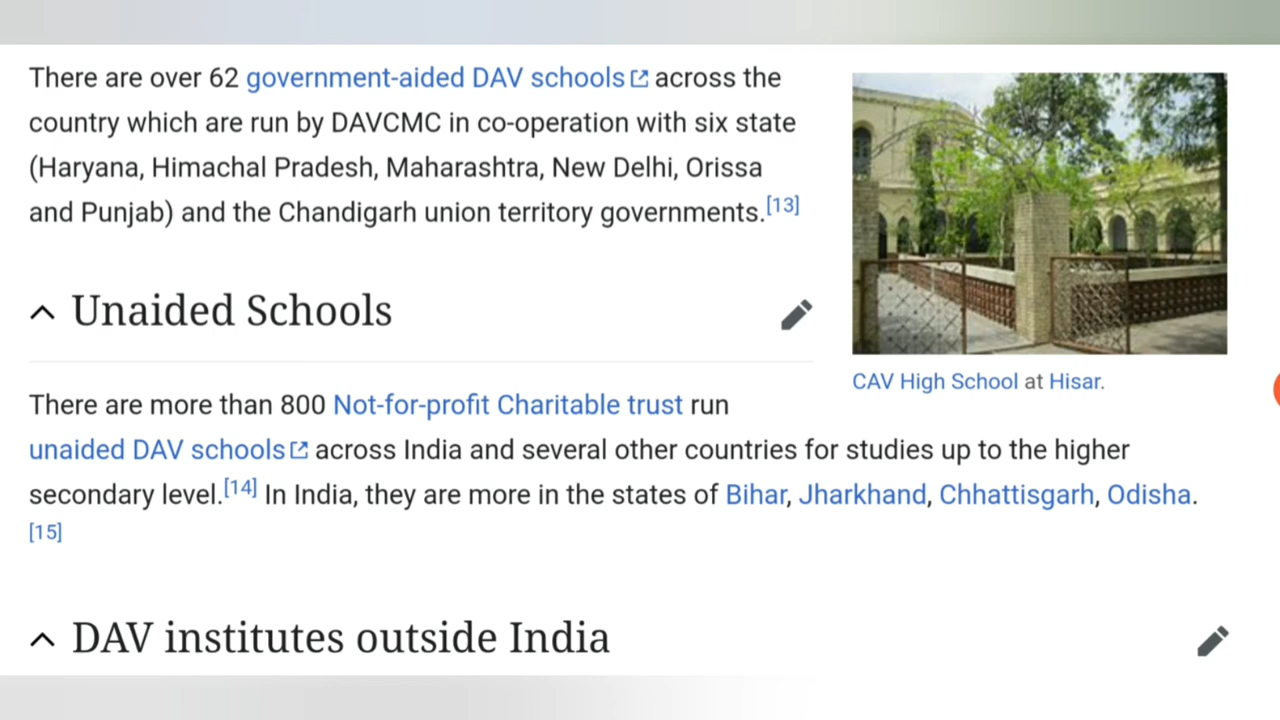 There are over 62 government-aided DAV schools across the
country which are run by DAVCMC in co-operation with six state
(Haryana, Himachal Pradesh, Maharashtra, New Delhi, Orissa
and Punjab) and the Chandigarh union territory governments.[13]
CAV High School at Hisar.
Unaided Schools
There are more than 800 Not-for-profit Charitable trust run
unaided DAV schools across India and several other countries for studies up to the higher
secondary level.[14] In India, they are more in the states of Bihar, Jharkhand, Chhattisgarh, Odisha.
[15]
DAV institutes outside India